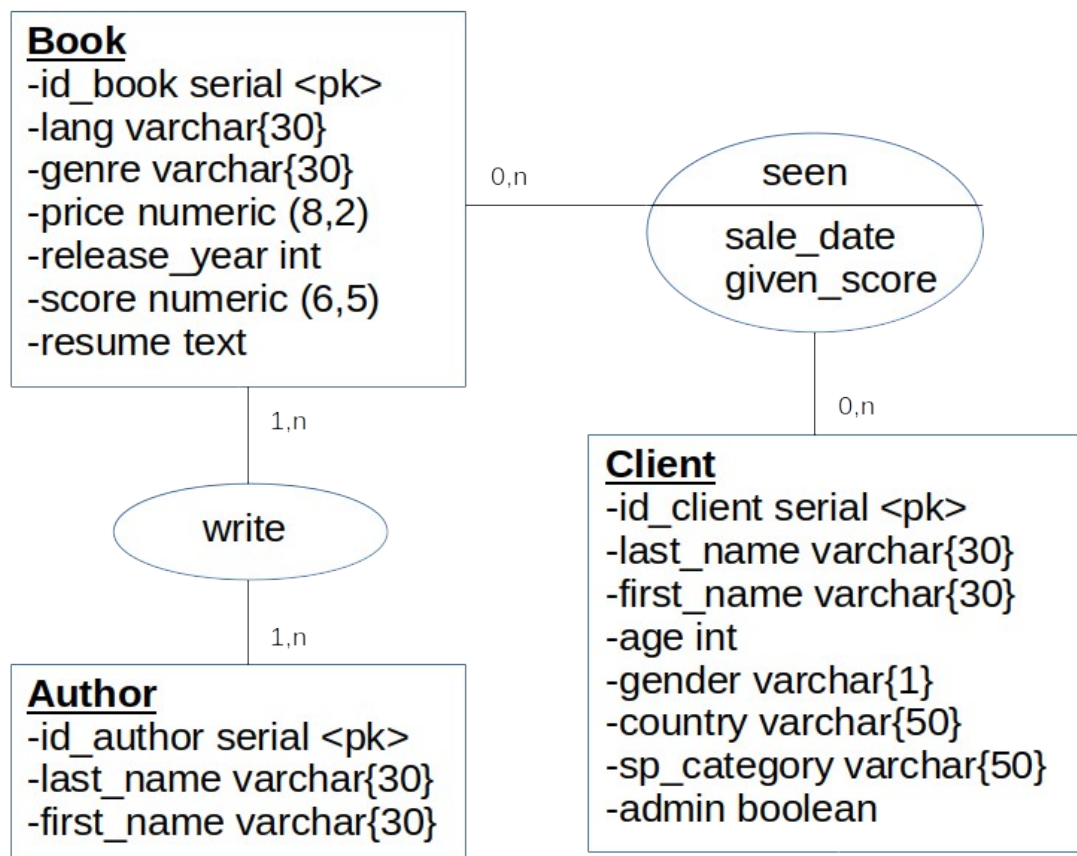 Book
-id_book serial <pk>
-lang varchar{30}
-genre varchar{30}
-price numeric (8,2)
-release_year int
-score numeric (6,5)
-resume text
0,n
seen
sale_date
given_score
1,n
0,n
write
1,n
Author
-id_author serial <pk>
-last_name varchar{30}
-first_name varchar{30}
Client
-id_client serial <pk>
-last_name varchar{30}
-first_name varchar{30}
-age int
-gender varchar{1}
-country varchar{50}
-sp_category varchar{50}
-admin boolean